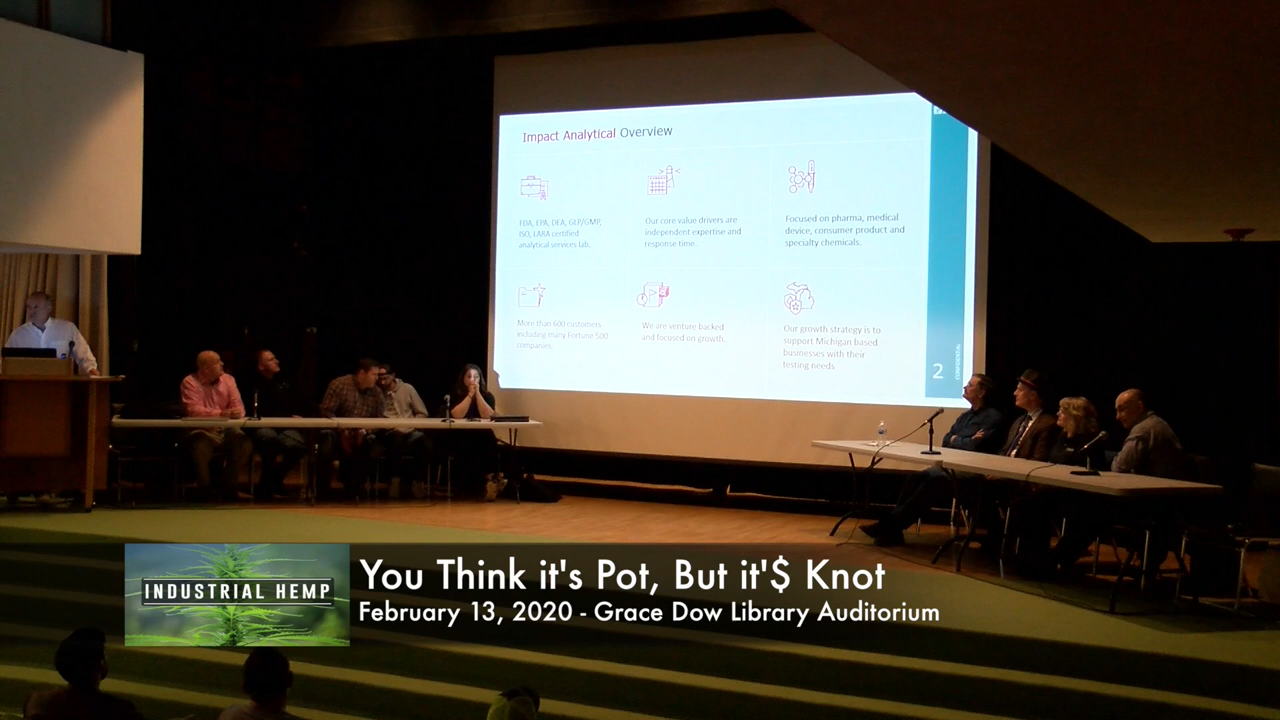 Impact Analytical Overview
FDA, EPA, DEA, GLP/GMP,
ISO, LARA certified
analytical services lab.
Our core value drivers are
independent expertise and
response time.
Focused on pharma, medical
device, consumer product and
specialty chemicals.
More than 600 customers
including many Fortune 500
companies.
We are venture backed
and focused on growth.
Our growth strategy is to
support Michigan based
businesses with their
testing needs
2
CONFIDENTIAL
INDUSTRIAL HEMP
You Think it's Pot, But it'$ Knot
February 13, 2020 - Grace Dow Library Auditorium